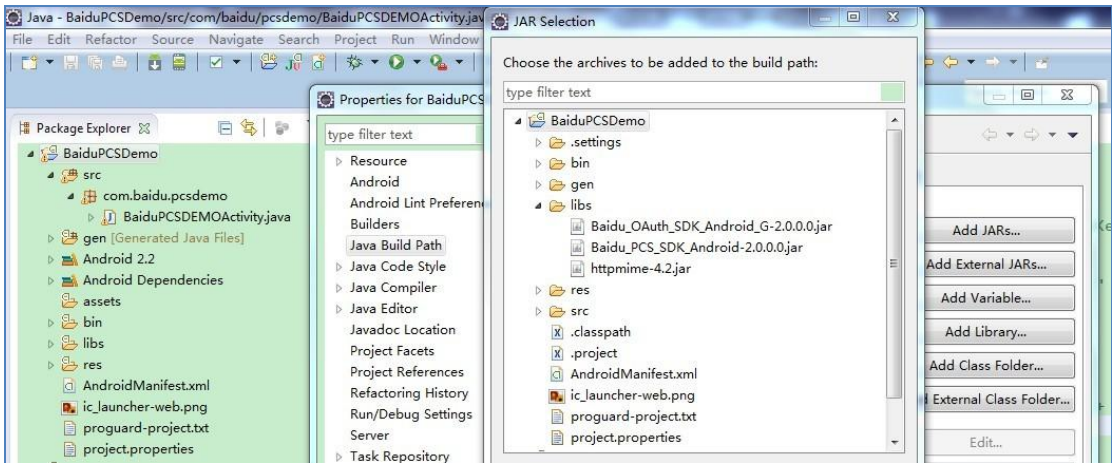 Java - BaiduPCSDemo/src/com/baidu/pcsdemo/BaiduPCSDEMOActivity.jav
File Edit Refactor Source Navigate Search Project Run Window
Package Explorer
BaiduPCSDemo
src
com.baidu.pcsdemo
BaiduPCSDEMOActivity.java
gen [Generated Java Files]
Android 2.2
Android Dependencies
assets
bin
libs
res
AndroidManifest.xml
ic_launcher-web.png
proguard-project.txt
project.properties
Properties for BaiduPCS
type filter text
Resource
Android
Android Lint Preferen
Builders
Java Build Path
Java Code Style
Java Compiler
Java Editor
Javadoc Location
Project Facets
Project References
Refactoring History
Run/Debug Settings
Server
Task Repository
JAR Selection
Choose the archives to be added to the build path:
type filter text
BaiduPCSDemo
.settings
bin
gen
libs
Baidu_OAuth_SDK_Android_G-2.0.0.0.jar
Baidu_PCS_SDK_Android-2.0.0.0.jar
httpmime-4.2.jar
res
src
.classpath
.project
AndroidManifest.xml
ic_launcher-web.png
proguard-project.txt
project.properties
Add JARs...
Add External JARs...
Add Variable...
Add Library...
Add Class Folder...
External Class Folder...
Edit...